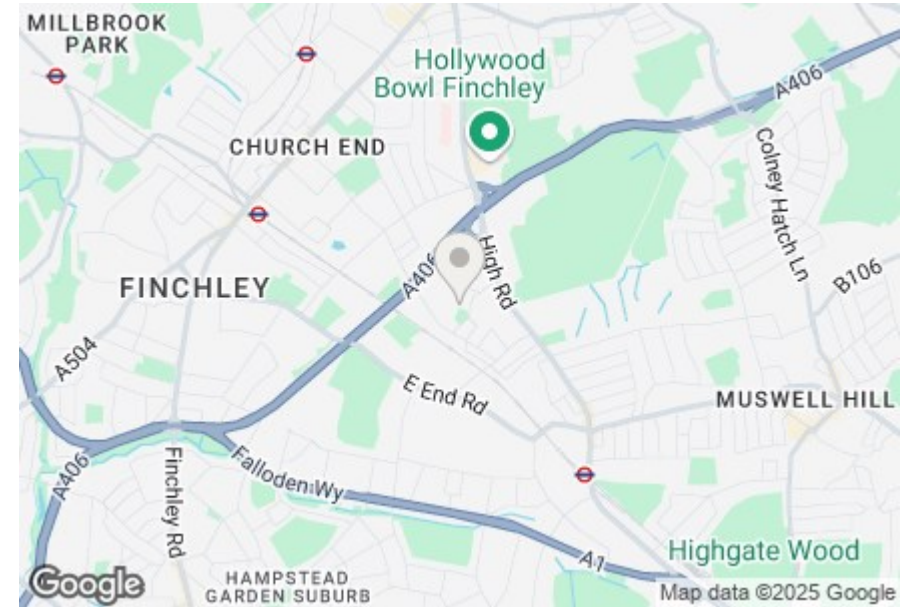 MILLBROOK
PARK
Hollywood
Bowl Finchley
A406
CHURCH END
Colney Hatch Ln
High Rd
A406
B106
FINCHLEY
A504
E End Rd
MUSWELL HILL
A406
Finchley Rd
Falloden Wy
A1
Highgate Wood
HAMPSTEAD
GARDEN SUBURB
Google
Map data ©2025 Google